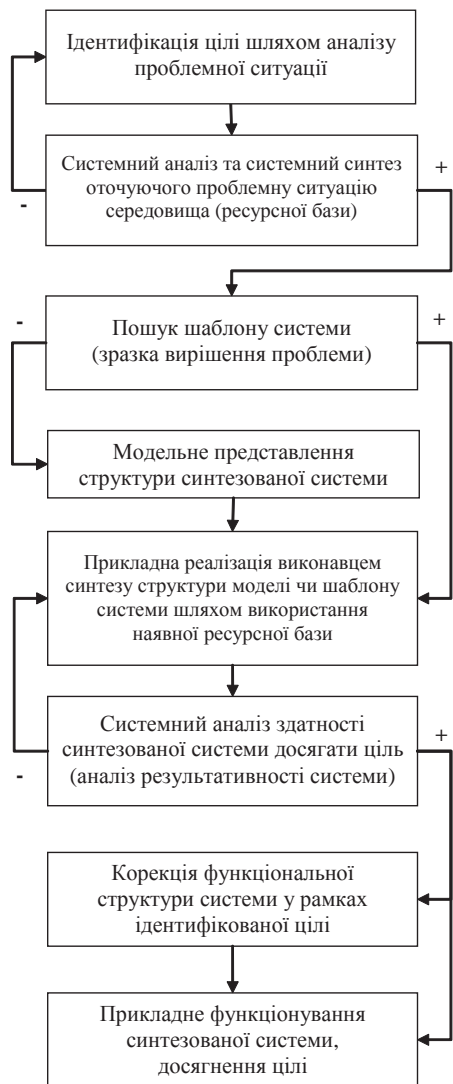 Ідентифікація цілі шляхом аналізу
проблемної ситуації
Системний аналіз та системний синтез
оточуючого проблемну ситуацію
середовища (ресурсної бази)
+
-
-
Пошук шаблону системи
(зразка вирішення проблеми)
+
Модельне представлення
структури синтезованої системи
Прикладна реалізація виконавцем
синтезу структури моделі чи шаблону
системи шляхом використання
наявної ресурсної бази
Системний аналіз здатності
синтезованої системи досягати ціль
(аналіз результативності системи)
+
-
Корекція функціональної
структури системи у рамках
ідентифікованої цілі
Прикладне функціонування
синтезованої системи,
досягнення цілі